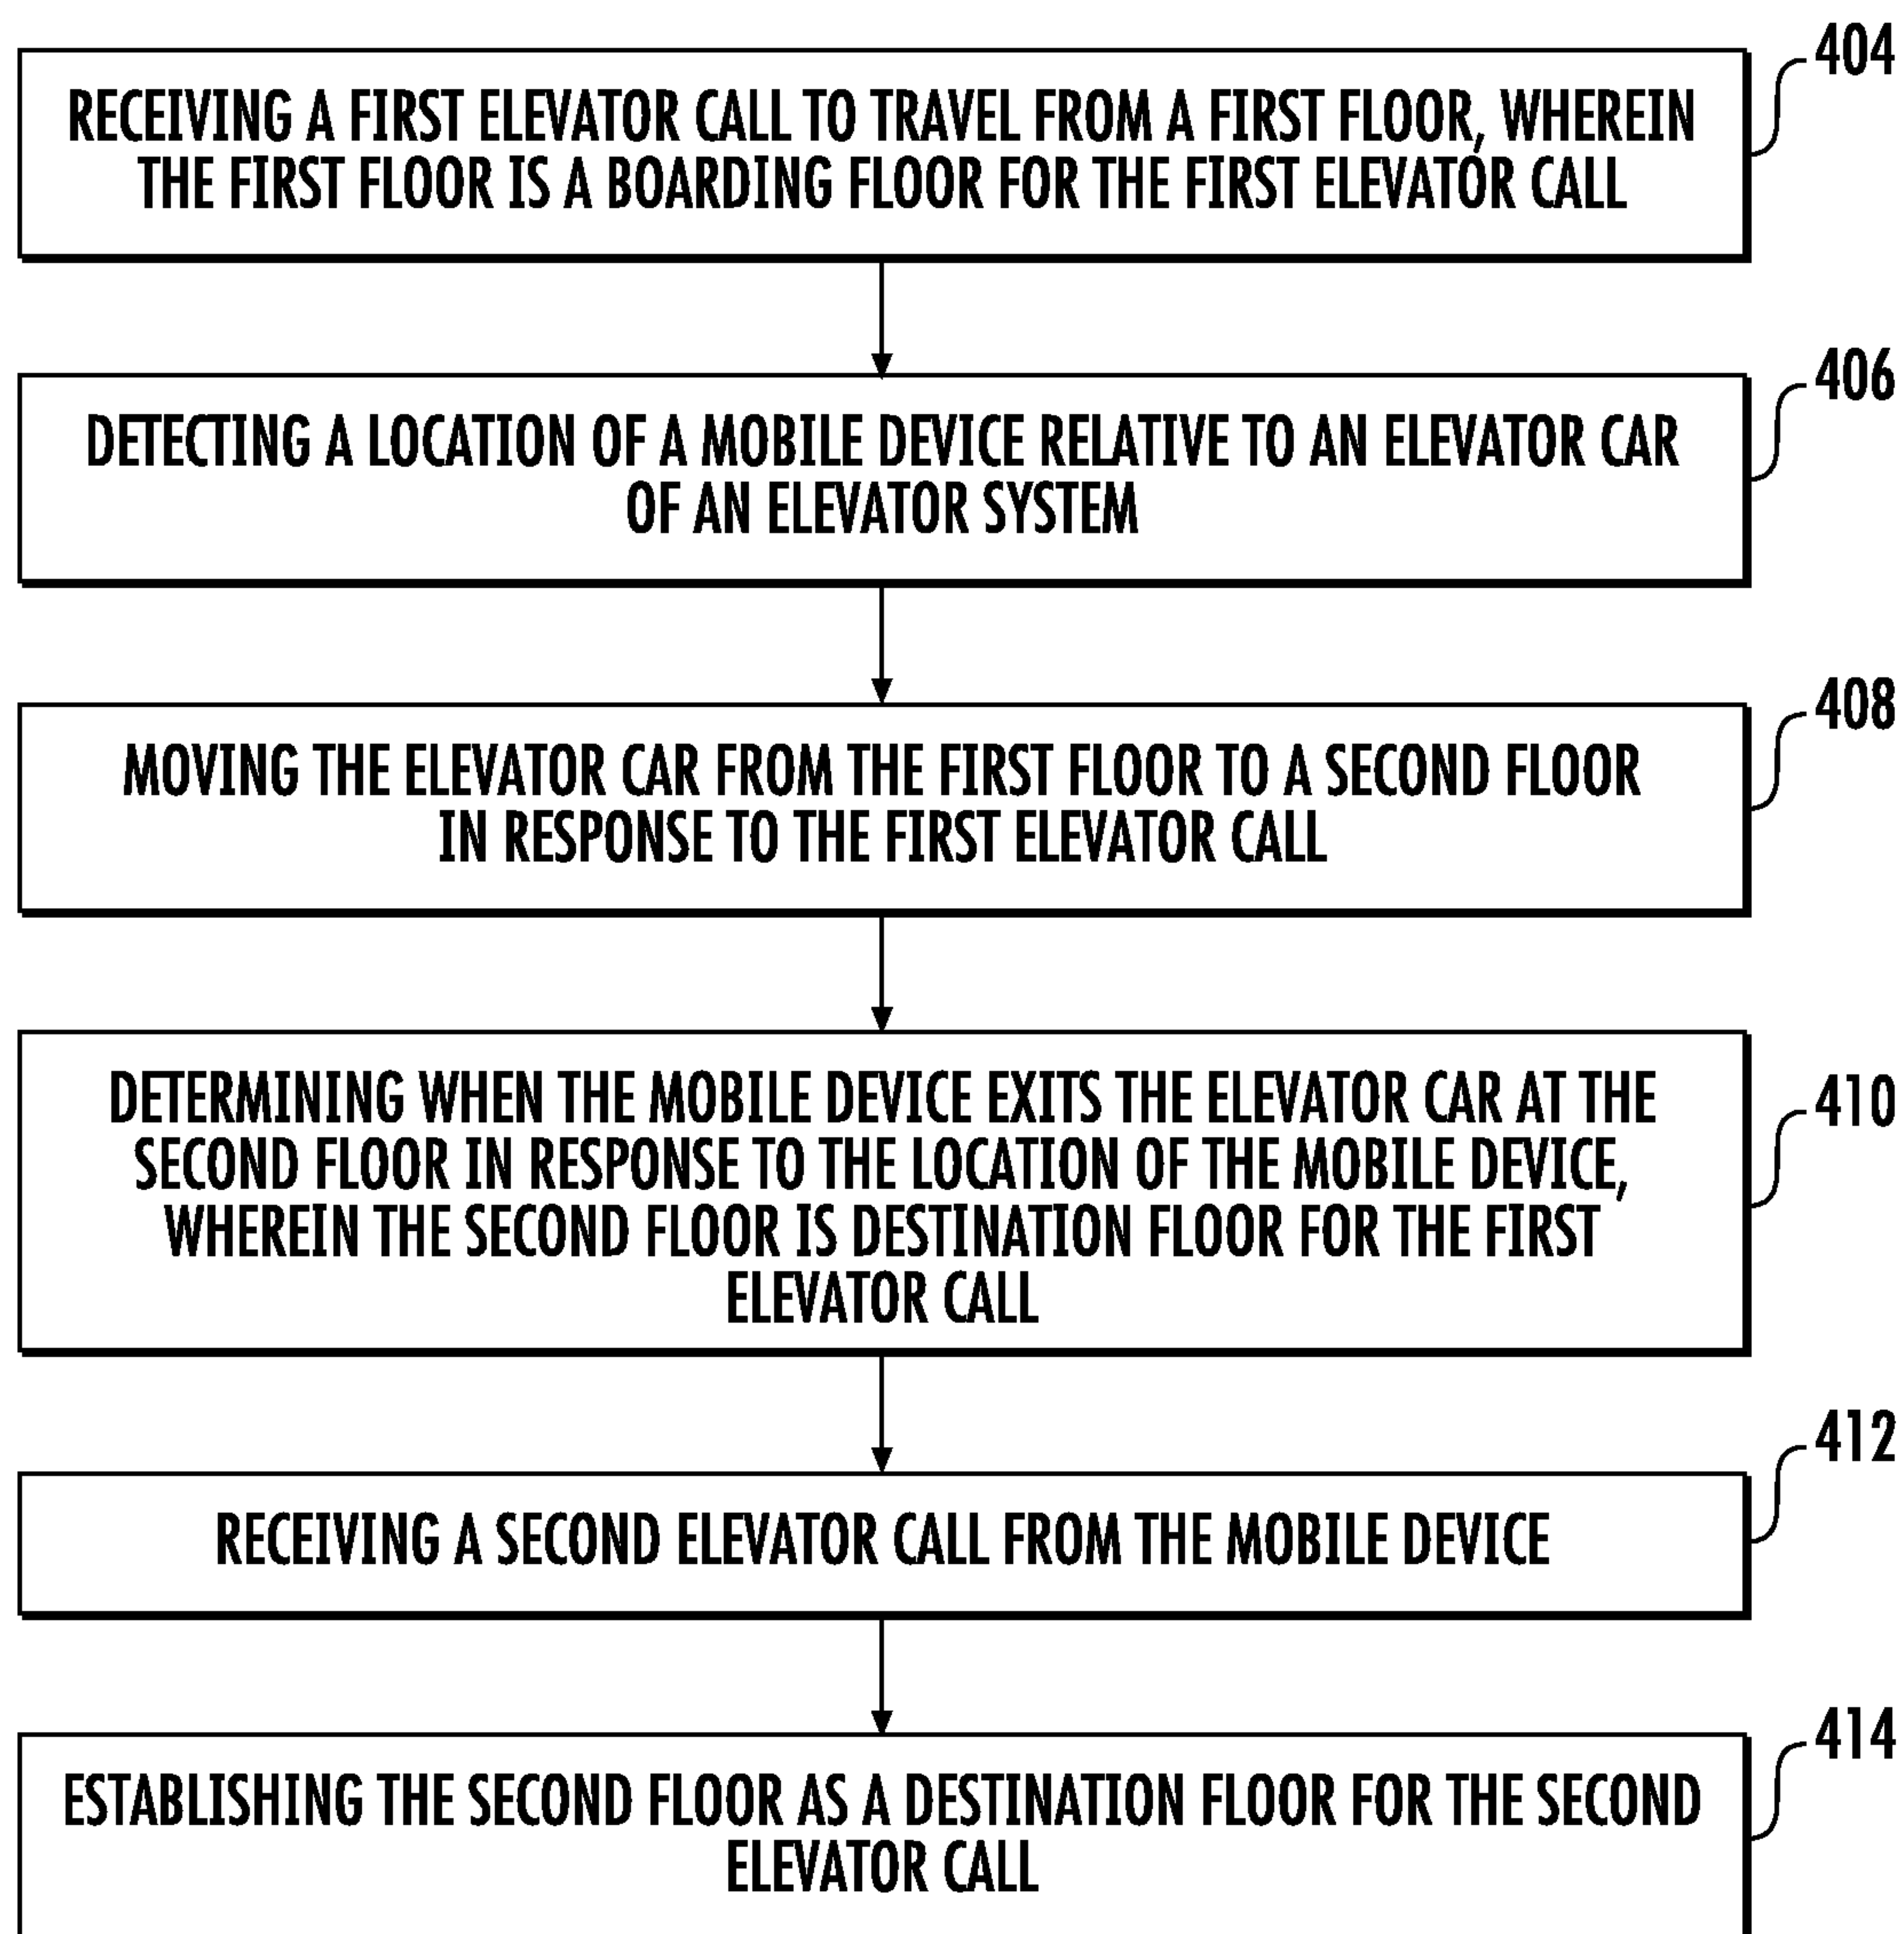 404
RECEIVING A FIRST ELEVATOR CALL TO TRAVEL FROM A FIRST FLOOR, WHEREIN
THE FIRST FLOOR IS A BOARDING FLOOR FOR THE FIRST ELEVATOR CALL
406
DETECTING A LOCATION OF A MOBILE DEVICE RELATIVE TO AN ELEVATOR CAR
OF AN ELEVATOR SYSTEM
408
MOVING THE ELEVATOR CAR FROM THE FIRST FLOOR TO A SECOND FLOOR
IN RESPONSE TO THE FIRST ELEVATOR CALL
410
DETERMINING WHEN THE MOBILE DEVICE EXITS THE ELEVATOR CAR AT THE
SECOND FLOOR IN RESPONSE TO THE LOCATION OF THE MOBILE DEVICE,
WHEREIN THE SECOND FLOOR IS DESTINATION FLOOR FOR THE FIRST
ELEVATOR CALL
412
RECEIVING A SECOND ELEVATOR CALL FROM THE MOBILE DEVICE
414
ESTABLISHING THE SECOND FLOOR AS A DESTINATION FLOOR FOR THE SECOND
ELEVATOR CALL